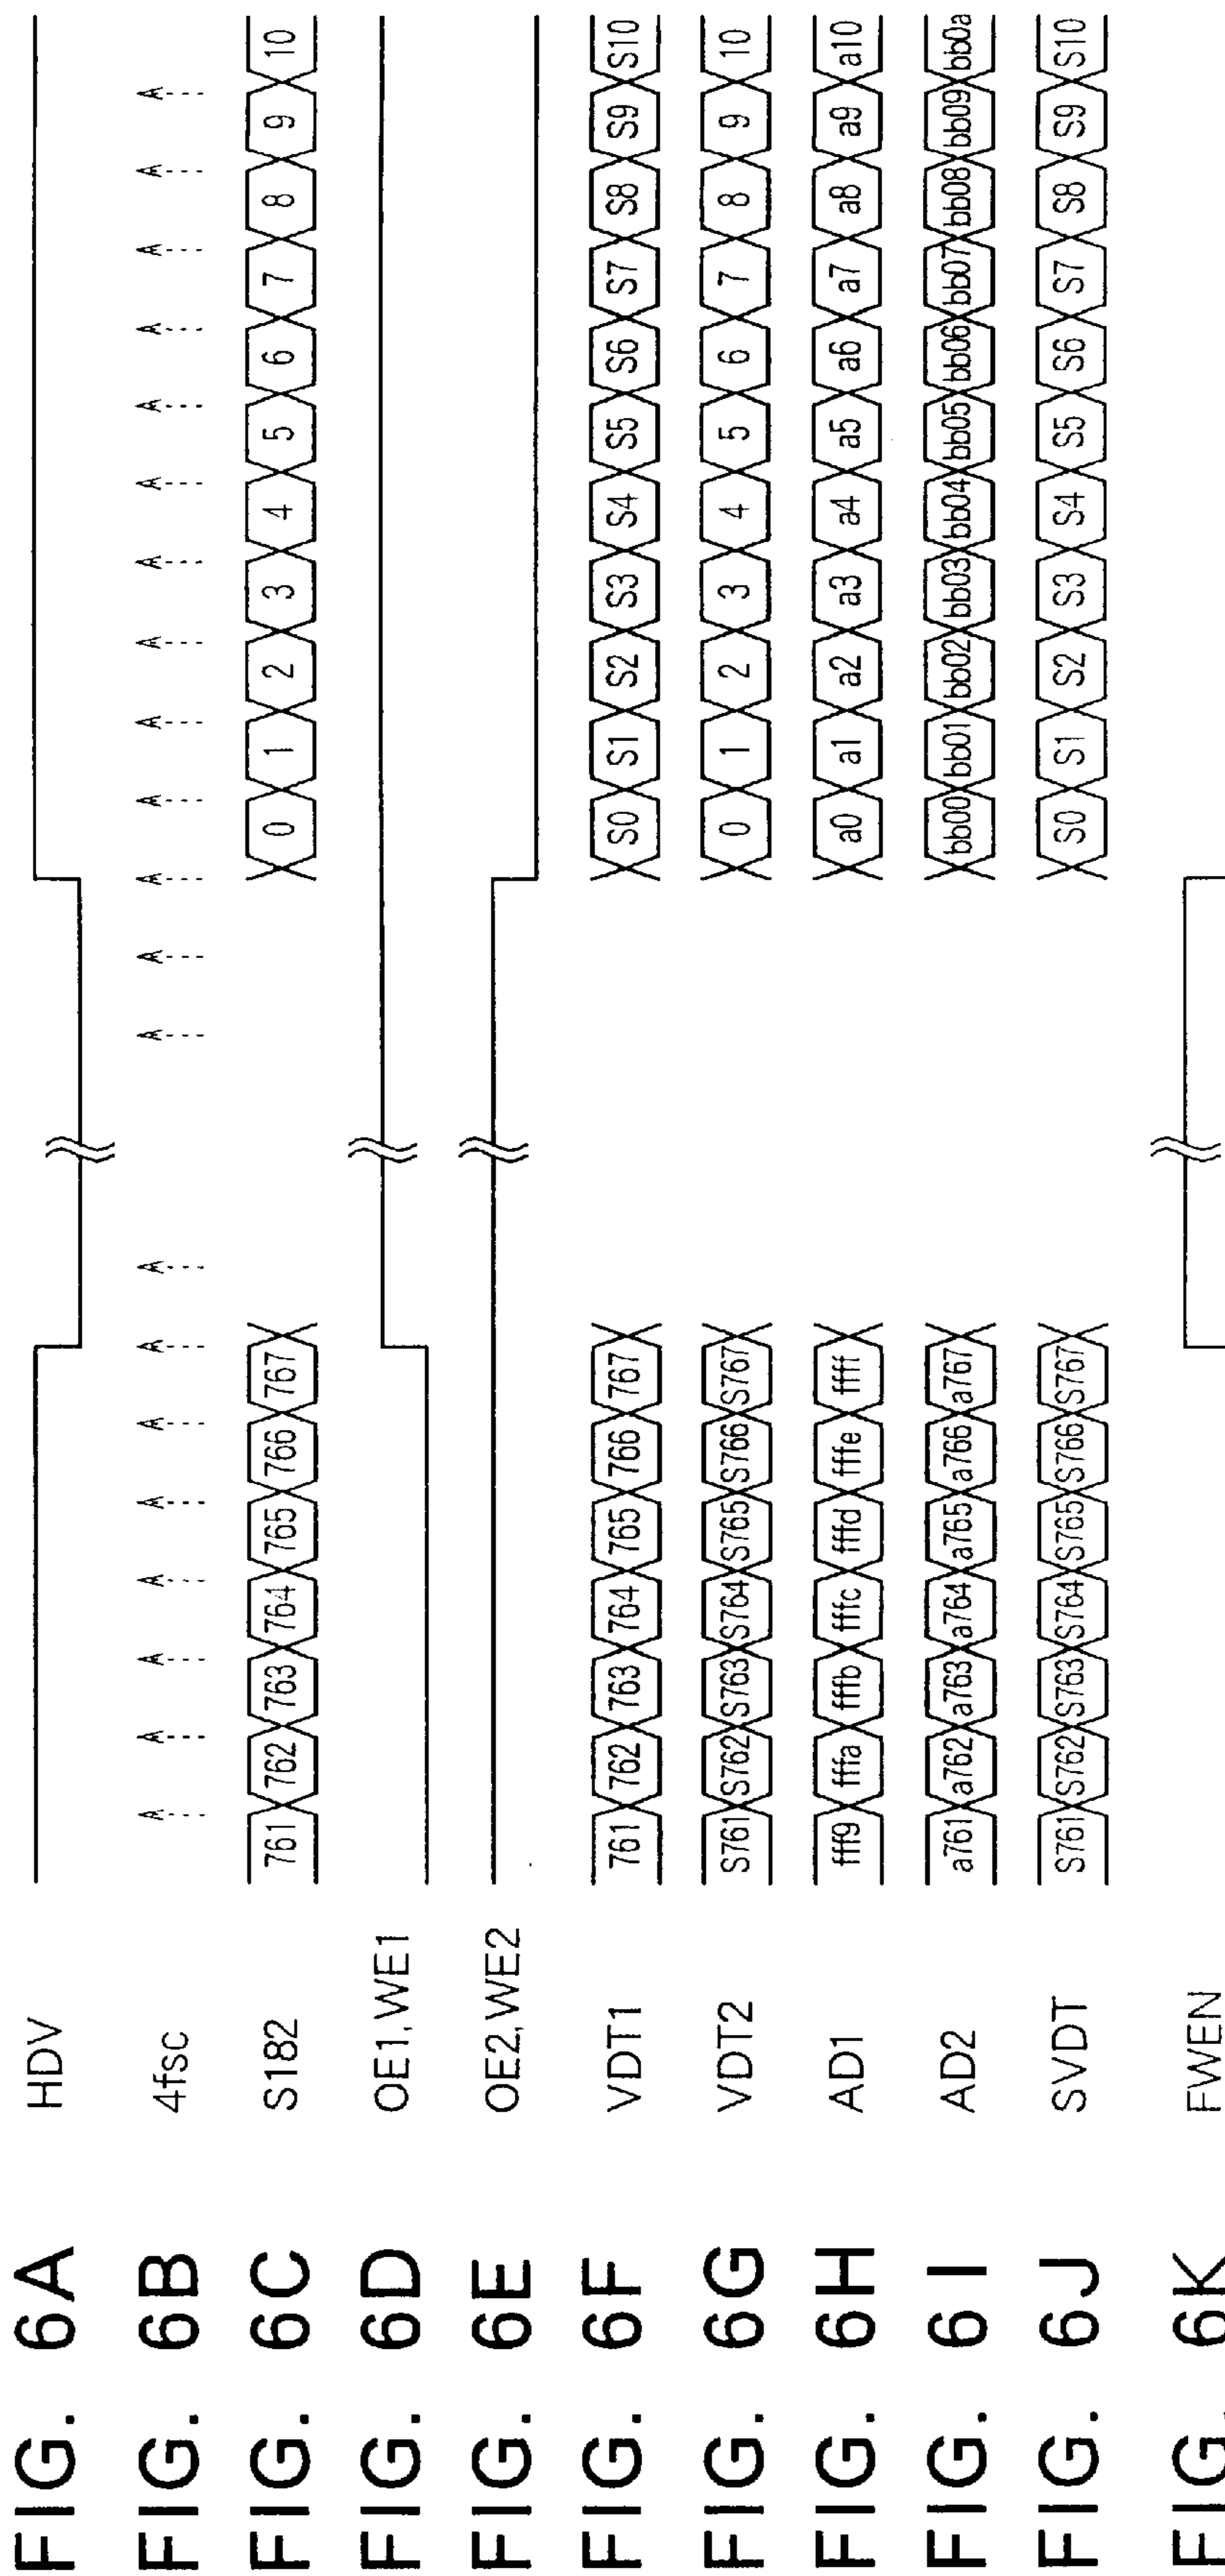 FIG. 6A HDV
FIG. 6B 4fsc
FIG. 6C S182 761 762 763 764 765 766 767 0 1 2 3 4 5 6 7 8 9 10
FIG. 6D OE1,WE1
FIG. 6E OE2,WE2
FIG. 6F VDT1 761 762 763 764 765 766 767 S0 S1 S2 S3 S4 S5 S6 S7 S8 S9 S10
FIG. 6G VDT2 S761 S762 S763 S764 S765 S766 S767 0 1 2 3 4 5 6 7 8 9 10
FIG. 6H AD1 fff9 fffa fffb fffc fffd fffe ffff a0 a1 a2 a3 a4 a5 a6 a7 a8 a9 a10
FIG. 6I AD2 a761 a762 a763 a764 a765 a766 a767 bb00 bb01 bb02 bb03 bb04 bb05 bb06 bb07 bb08 bb09 bb0a
FIG. 6J SVDT S761 S762 S763 S764 S765 S766 S767 S0 S1 S2 S3 S4 S5 S6 S7 S8 S9 S10
FIG. 6K FWEN